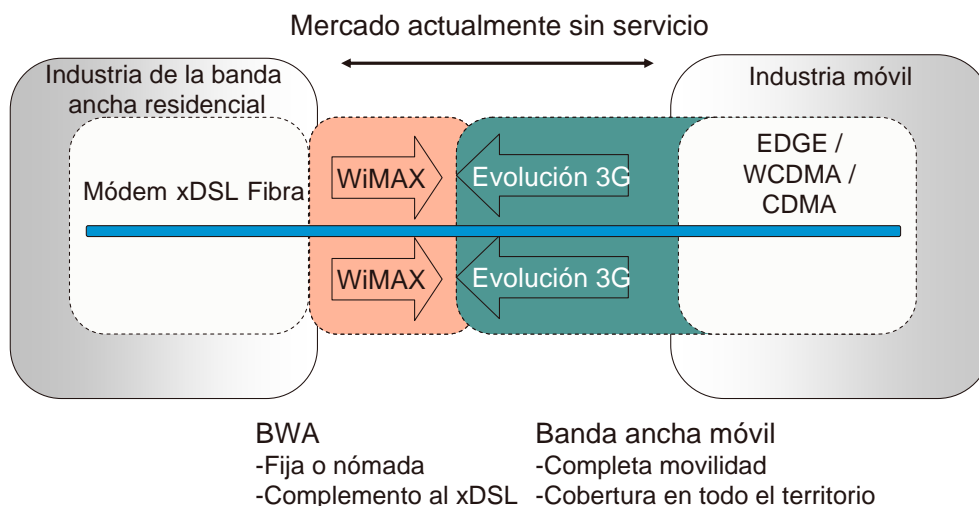 Mercado actualmente sin servicio
Industria de la banda
ancha residencial
Industria móvil
Módem xDSL Fibra
WiMAX
Evolución 3G
EDGE /
WCDMA /
CDMA
WiMAX
Evolución 3G
BWA
-Fija o nómada
-Complemento al xDSL
Banda ancha móvil
-Completa movilidad
-Cobertura en todo el territorio